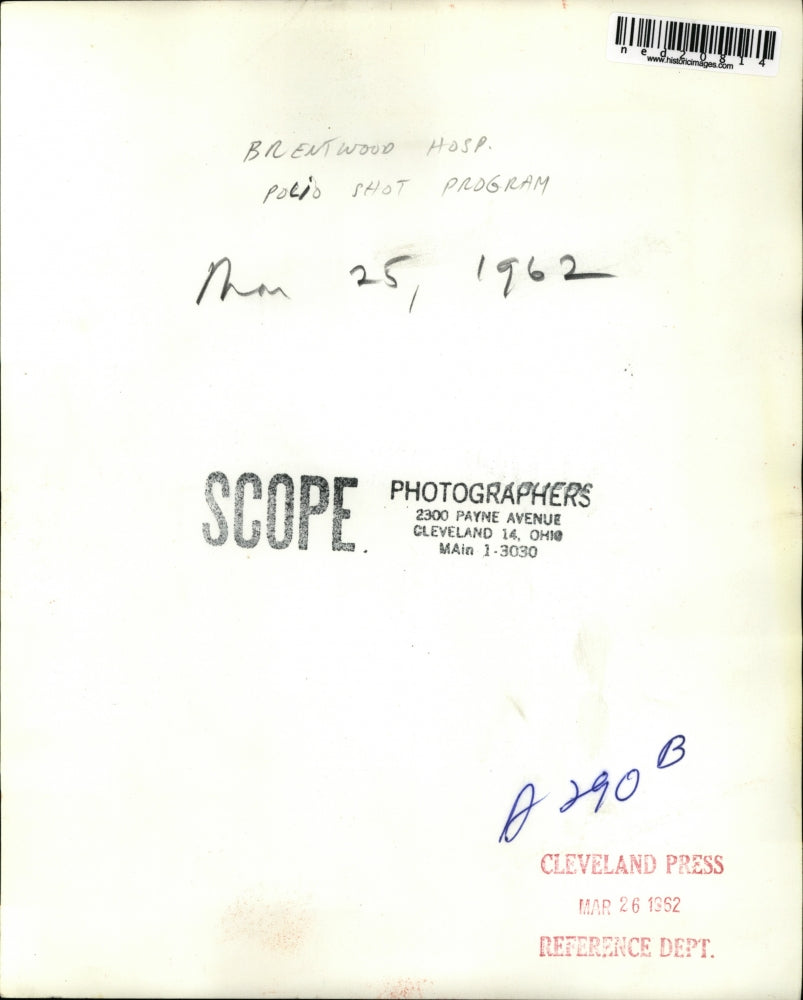 ned20814
www.historicimages.com
BRENTWOOD HOSP.
POLIO SHOT PROGRAM
Mar 25, 1962
SCOPE. PHOTOGRAPHERS
2300 PAYNE AVENUE
CLEVELAND 14, OHIO
MAin 1-3030
A 290 B
CLEVELAND PRESS
MAR 26 1962
REFERENCE DEPT.